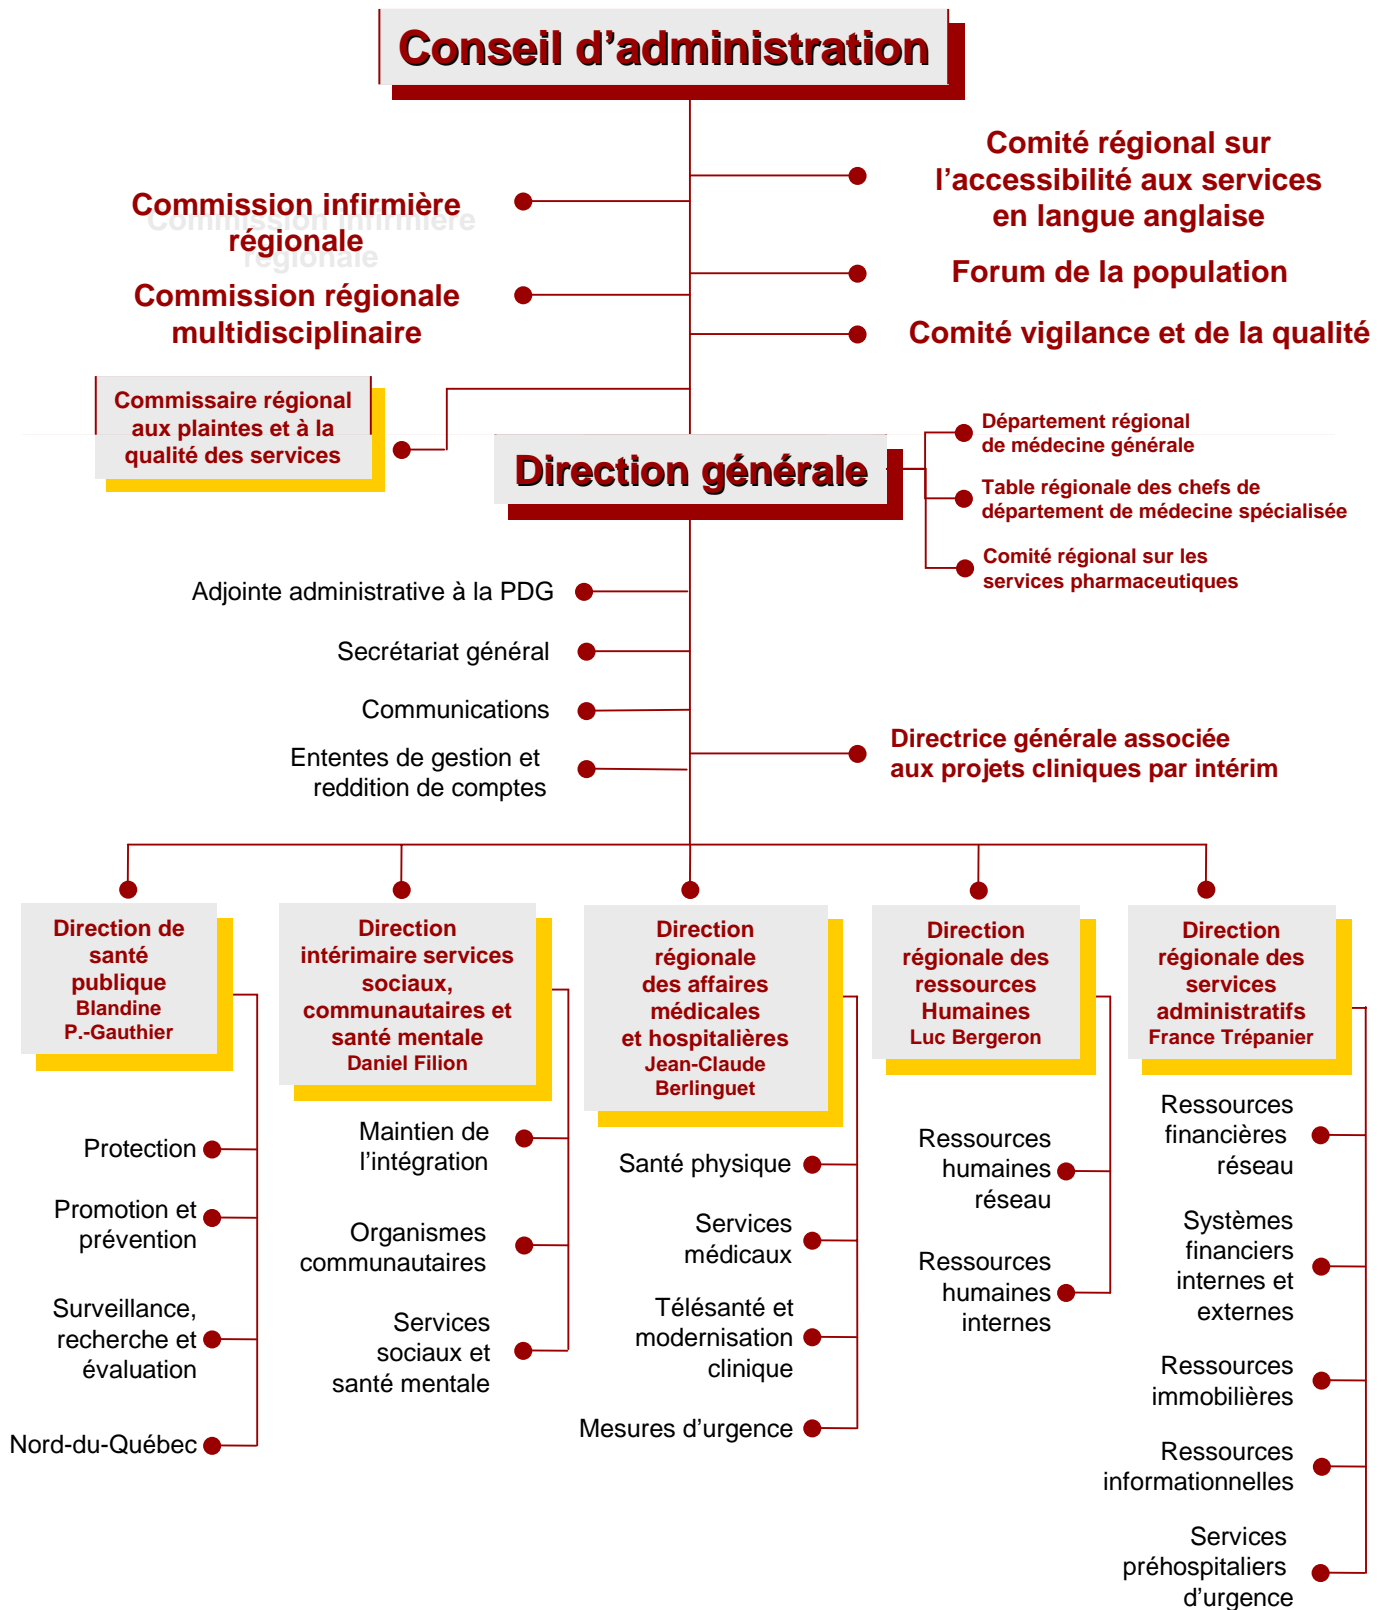 Conseil d'administration
Comité régional sur
l'accessibilité aux services
en langue anglaise
Commission infirmière
régionale
Forum de la population
Commission régionale
multidisciplinaire
Comité vigilance et de la qualité
Commissaire régional
aux plaintes et à la
qualité des services
Direction générale
Département régional
de médecine générale
Table régionale des chefs de
département de médecine spécialisée
Comité régional sur les
services pharmaceutiques
Adjointe administrative à la PDG
Secrétariat général
Communications
Ententes de gestion et
reddition de comptes
Directrice générale associée
aux projets cliniques par intérim
Direction de
santé
publique
Blandine
P.-Gauthier
Protection
Promotion et
prévention
Surveillance,
recherche et
évaluation
Nord-du-Québec
Direction
intérimaire services
sociaux,
communautaires et
santé mentale
Daniel Filion
Maintien de
l'intégration
Organismes
communautaires
Services
sociaux et
santé mentale
Direction
régionale
des affaires
médicales
et hospitalières
Jean-Claude
Berlinguet
Santé physique
Services
médicaux
Télésanté et
modernisation
clinique
Mesures d'urgence
Direction
régionale des
ressources
Humaines
Luc Bergeron
Ressources
humaines
réseau
Ressources
humaines
internes
Direction
régionale des
services
administratifs
France Trépanier
Ressources
financières
réseau
Systèmes
financiers
internes et
externes
Ressources
immobilières
Ressources
informationnelles
Services
préhospitaliers
d'urgence